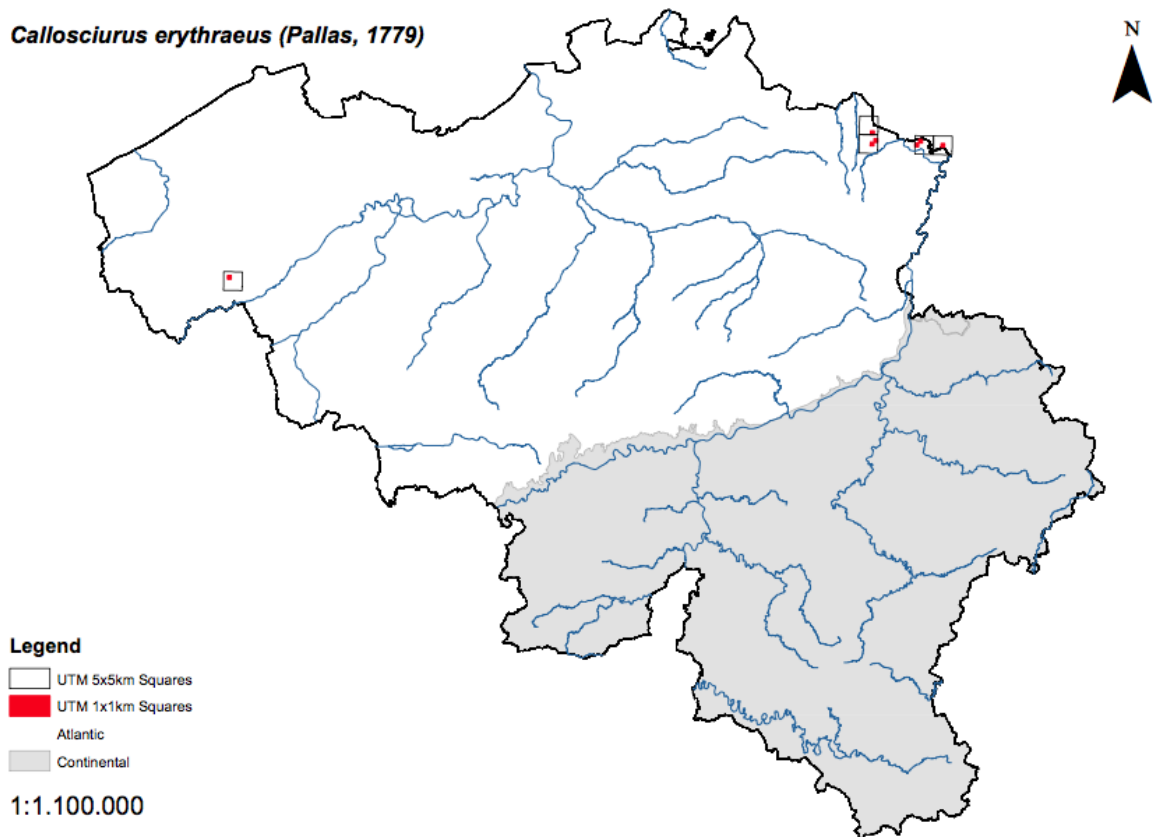 Callosciurus erythraeus (Pallas, 1779)
N
Legend
UTM 5x5km Squares
UTM 1x1km Squares
Atlantic
Continental
1:1.100.000